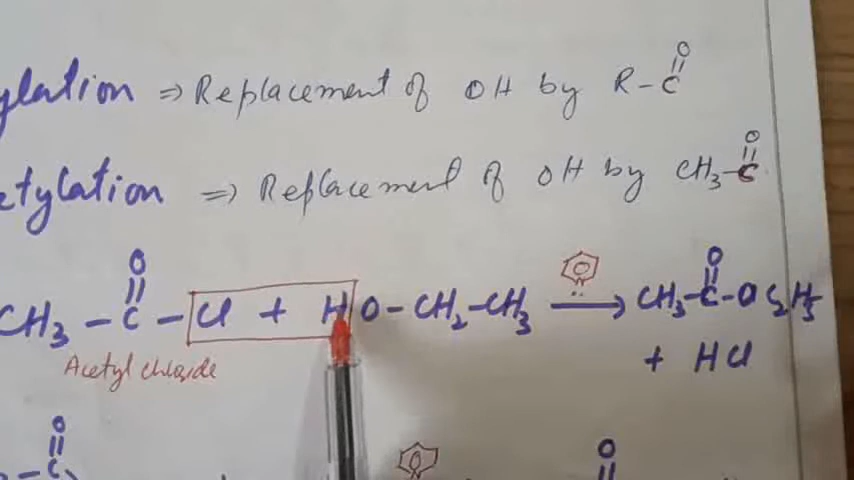 ylation ⇒ Replacement of OH by R-C=O
etylation ⇒ Replacement of OH by CH₃-C=O
CH₃-C(=O)-Cl + HO-CH₂-CH₃ → CH₃-C(=O)-OC₂H₅
Acetyl chloride + HCl
O
O